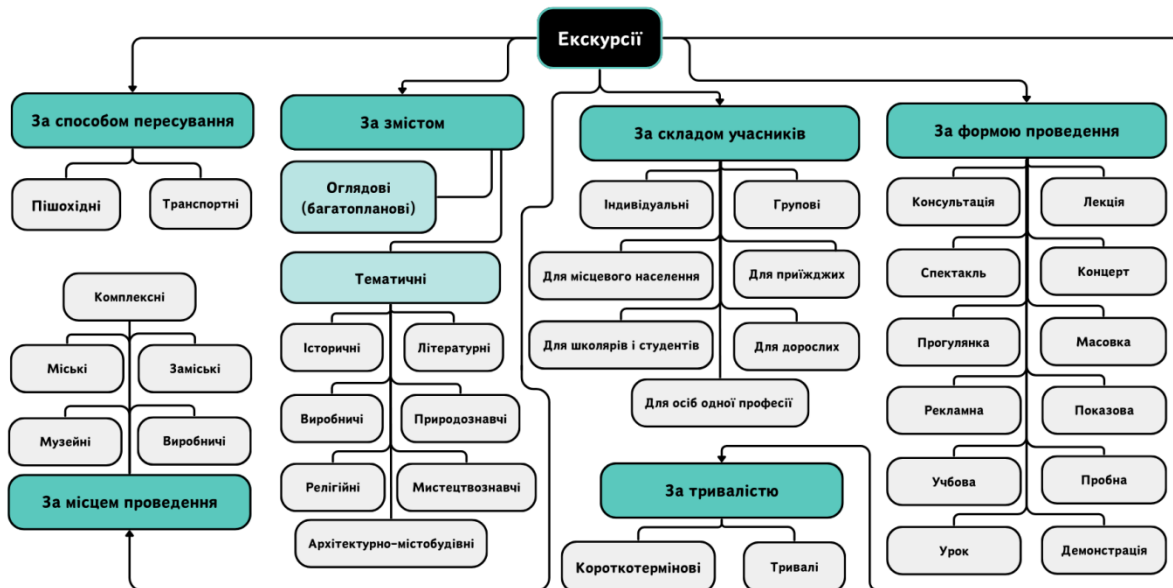 Екскурсії
За способом пересування
Пішохідні
Транспортні
За змістом
Оглядові
(багатопланові)
Тематичні
Історичні
Літературні
Виробничі
Природознавчі
Релігійні
Мистецтвознавчі
Архітектурно-містобудівні
За складом учасників
Індивідуальні
Групові
Для місцевого населення
Для приїжджих
Для школярів і студентів
Для дорослих
Для осіб одної професії
За формою проведення
Консультація
Лекція
Спектакль
Концерт
Прогулянка
Масовка
Рекламна
Показова
Учбова
Пробна
Урок
Демонстрація
Комплексні
Міські
Заміські
Музейні
Виробничі
За місцем проведення
За тривалістю
Короткотермінові
Тривалі